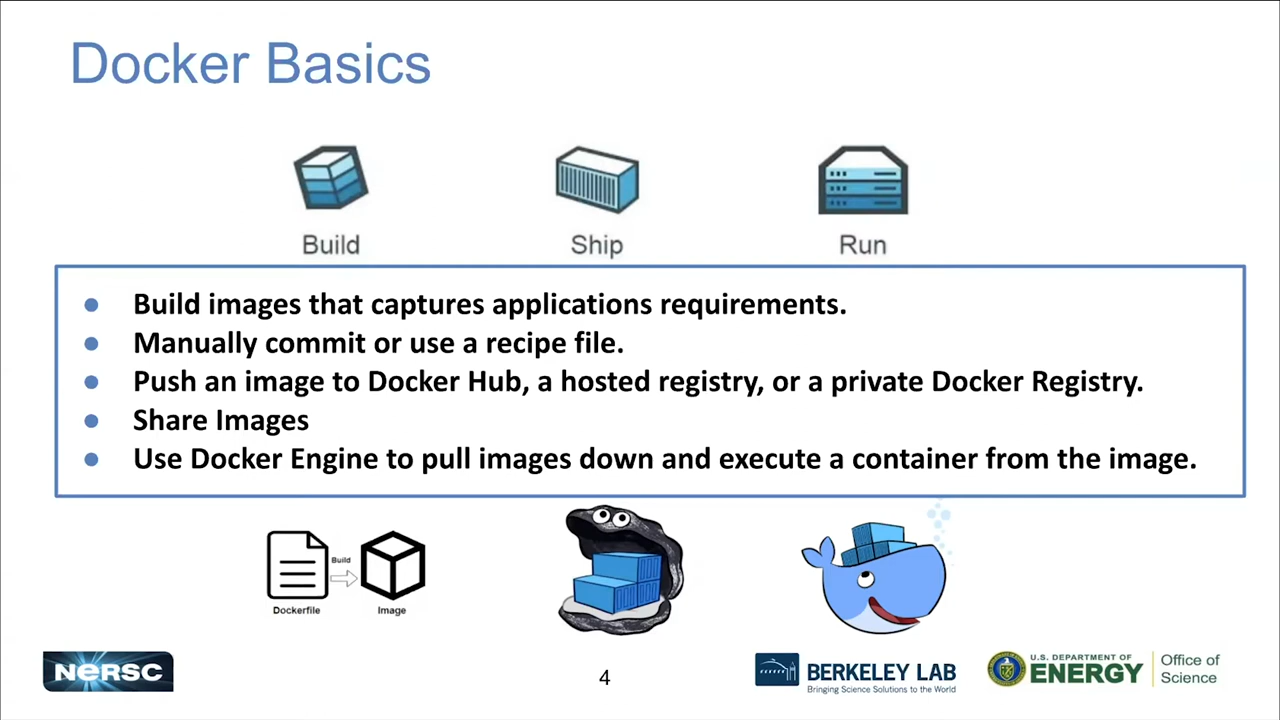 Docker Basics
Build
Ship
Run
Build images that captures applications requirements.
Manually commit or use a recipe file.
Push an image to Docker Hub, a hosted registry, or a private Docker Registry.
Share Images
Use Docker Engine to pull images down and execute a container from the image.
Build
Dockerfile
Image
NERSC
4
BERKELEY LAB
Bringing Science Solutions to the World
U.S. DEPARTMENT OF
ENERGY
Office of
Science